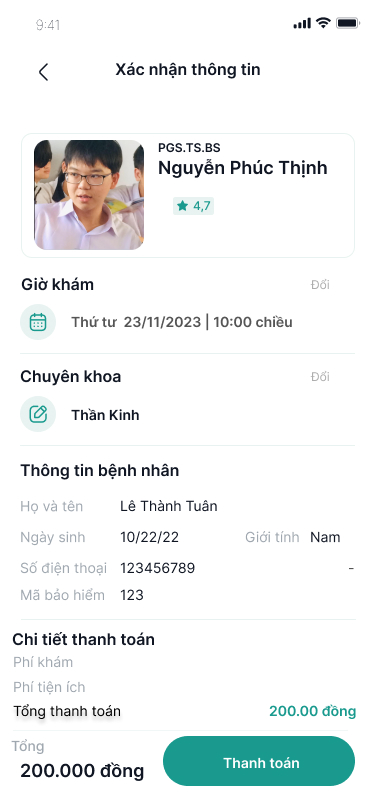 9:41
Xác nhận thông tin
PGS.TS.BS
Nguyễn Phúc Thịnh
4,7
Giờ khám
Đổi
Thứ tư 23/11/2023 | 10:00 chiều
Chuyên khoa
Đổi
Thần Kinh
Thông tin bệnh nhân
Họ và tên Lê Thành Tuân
Ngày sinh 10/22/22 Giới tính Nam
Số điện thoại 123456789 -
Mã bảo hiểm 123
Chi tiết thanh toán
Phí khám
Phí tiện ích
Tổng thanh toán 200.00 đồng
Tổng
200.000 đồng
Thanh toán